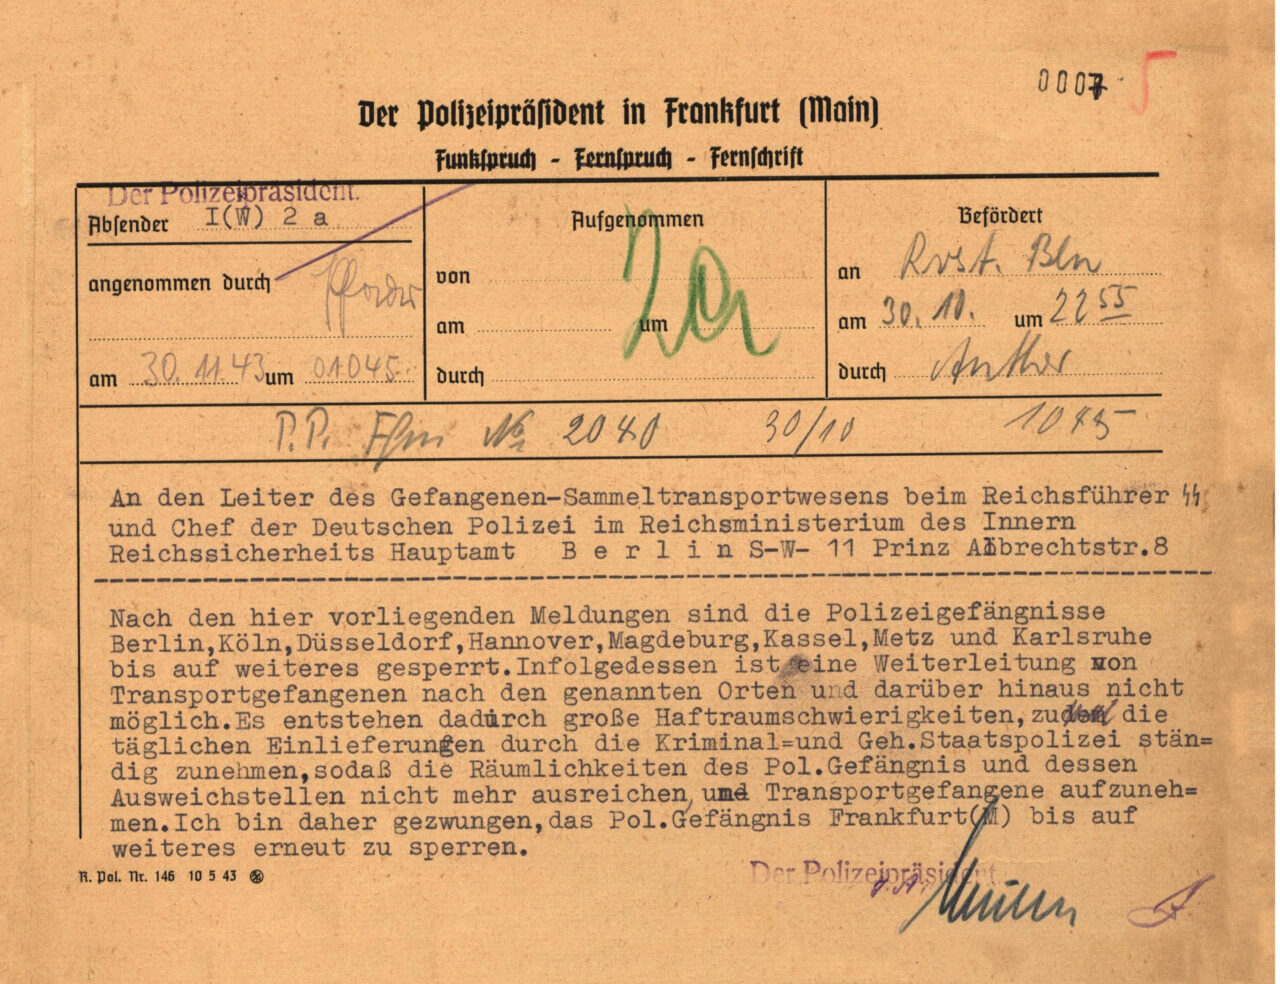 0007
Der Polizeipräsident in Frankfurt (Main)
Funkspruch - Fernspruch - Fernschrift
Der Polizeipräsident.
Absender I(W) 2 a
angenommen durch
am 30. 11. 43 um 01045
Aufgenommen
von
am um
durch
Befördert
an Rvst. Bln
am 30. 10. um 22 55
durch
P.P. Ffm No 2040 30/10 1045
An den Leiter des Gefangenen-Sammeltransportwesens beim Reichsführer SS
und Chef der Deutschen Polizei im Reichsministerium des Innern
Reichssicherheits Hauptamt B e r l i n S-W- 11 Prinz Albrechtstr.8
Nach den hier vorliegenden Meldungen sind die Polizeigefängnisse
Berlin,Köln,Düsseldorf,Hannover,Magdeburg,Kassel,Metz und Karlsruhe
bis auf weiteres gesperrt.Infolgedessen ist eine Weiterleitung von
Transportgefangenen nach den genannten Orten und darüber hinaus nicht
möglich.Es entstehen dadurch große Haftraumschwierigkeiten, die
täglichen Einlieferungen durch die Kriminal=und Geh.Staatspolizei stän=
dig zunehmen,sodaß die Räumlichkeiten des Pol.Gefängnis und dessen
Ausweichstellen nicht mehr ausreichen, um Transportgefangene aufzuneh=
men.Ich bin daher gezwungen,das Pol.Gefängnis Frankfurt(M) bis auf
weiteres erneut zu sperren.
R. Pol. Nr. 146 10 5 43
Der Polizeipräsident
J.A.